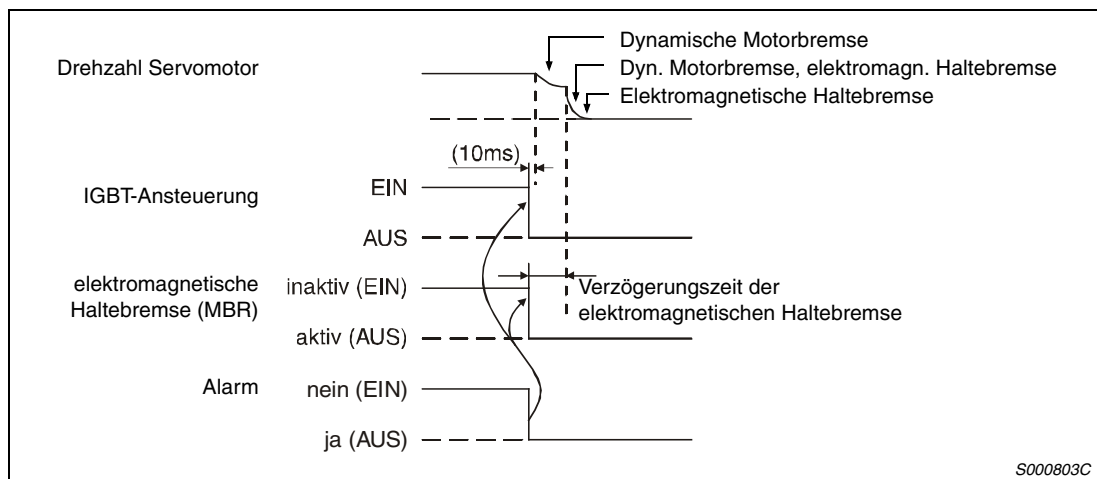 Dynamische Motorbremse
Drehzahl Servomotor
Dyn. Motorbremse, elektromagn. Haltebremse
Elektromagnetische Haltebremse
(10ms)
EIN
IGBT-Ansteuerung
AUS
elektromagnetische
Haltebremse (MBR)
inaktiv (EIN)
Verzögerungszeit der
elektromagnetischen Haltebremse
aktiv (AUS)
Alarm
nein (EIN)
ja (AUS)
S000803C